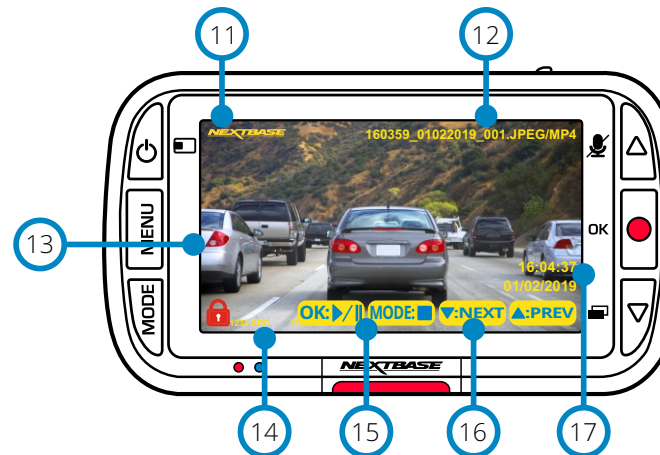 11
12
NEXTBASE
160359_01022019_001.JPEG/MP4
MENU
13
OK
16:04:37
01/02/2019
MODE
OK: ▶/II MODE: ■ ▼:NEXT ▲:PREV
NEXTBASE
14
15
16
17